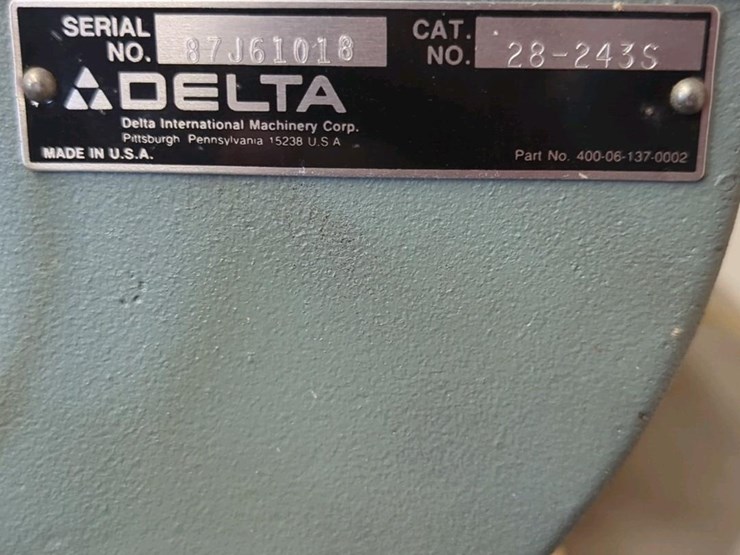 SERIAL NO. 87J61018
CAT. NO. 28-243S
DELTA
Delta International Machinery Corp.
Pittsburgh Pennsylvania 15238 U.S.A
MADE IN U.S.A.
Part No. 400-06-137-0002